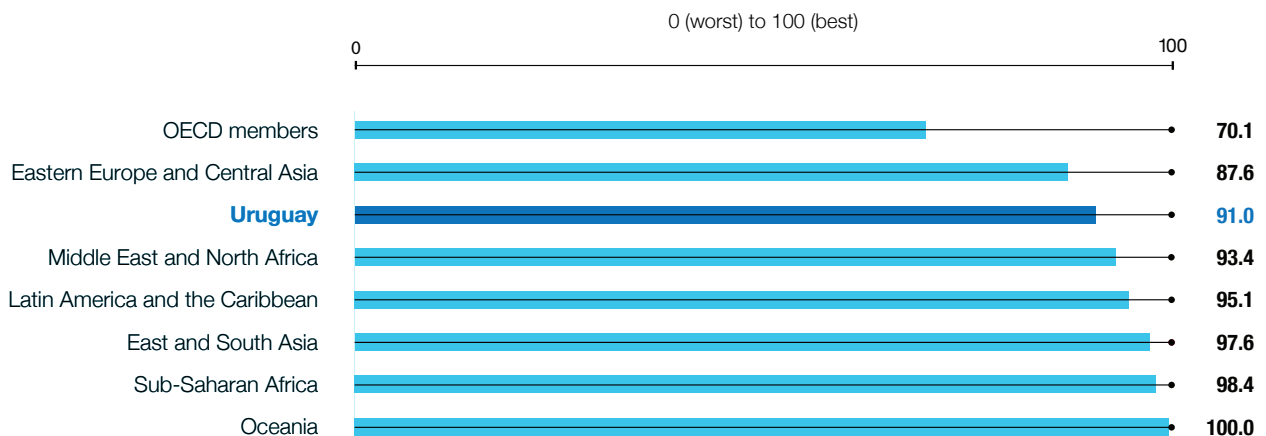 0 (worst) to 100 (best)
0 100
OECD members 70.1
Eastern Europe and Central Asia 87.6
Uruguay 91.0
Middle East and North Africa 93.4
Latin America and the Caribbean 95.1
East and South Asia 97.6
Sub-Saharan Africa 98.4
Oceania 100.0